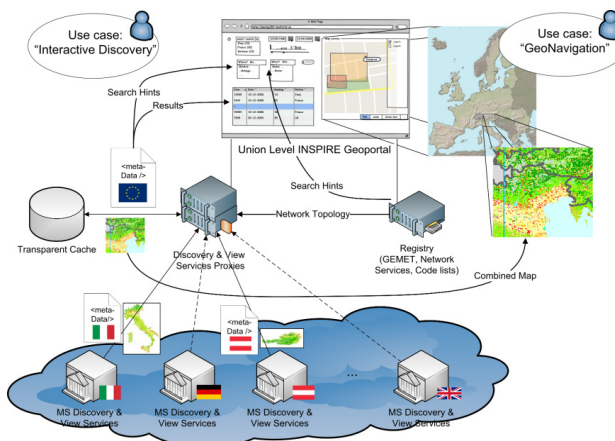 Use case:
"Interactive Discovery"
Use case:
"GeoNavigation"
Search Hints
Results
<meta-
Data/>
Union Level INSPIRE Geoportal
Search Hints
Network Topology
Transparent Cache
Discovery & View
Services Proxies
Registry
(GEMET, Network
Services, Code lists)
Combined Map
<meta-
Data/>
<meta-
Data/>
...
MS Discovery &
View Services
MS Discovery &
View Services
MS Discovery &
View Services
MS Discovery &
View Services